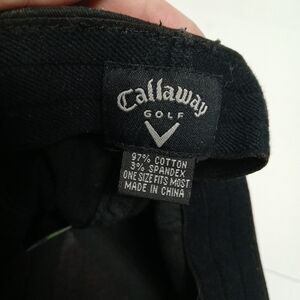 Callaway
GOLF
97% COTTON
3% SPANDEX
ONE SIZE FITS MOST
MADE IN CHINA